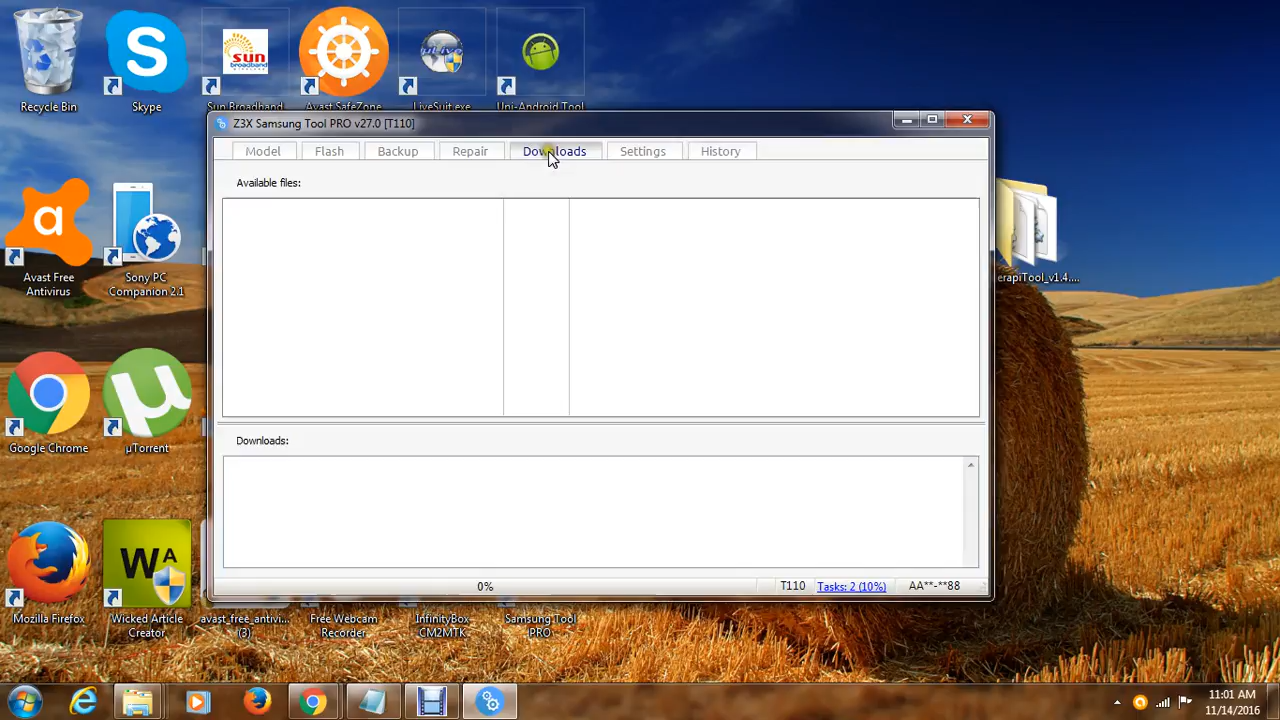 Recycle Bin
Skype
Sun Broadband
Avast SafeZone
LiveSuit.exe
Uni-Android Tool
Z3X Samsung Tool PRO v27.0 [T110]
Model
Flash
Backup
Repair
Downloads
Settings
History
Available files:
Downloads:
0%
T110
Tasks: 2 (10%)
AA**-**88
Avast Free
Antivirus
Sony PC
Companion 2.1
erapiTool_v1.4....
Google Chrome
µTorrent
Mozilla Firefox
Wicked Article
Creator
avast_free_antivi...
(3)
Free Webcam
Recorder
InfinityBox
CM2MTK
Samsung Tool
PRO
11:01 AM
11/14/2016